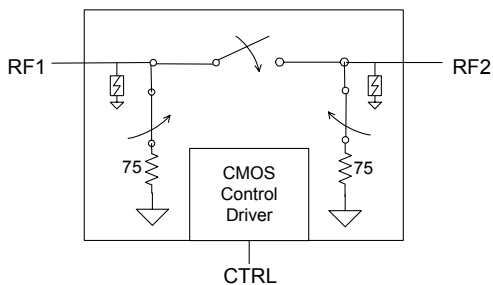 RF1
RF2
75
75
CMOS
Control
Driver
CTRL